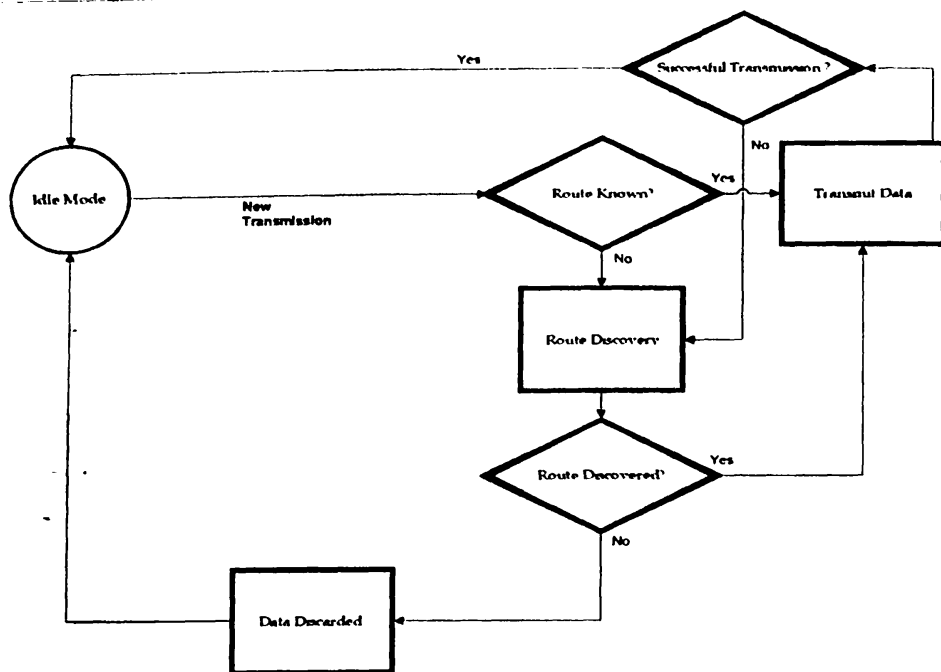 Yes
Successful Transmission?
No
Idle Mode
New
Transmission
Route Known?
Yes
Transmit Data
No
Route Discovery
Route Discovered?
Yes
No
Data Discarded